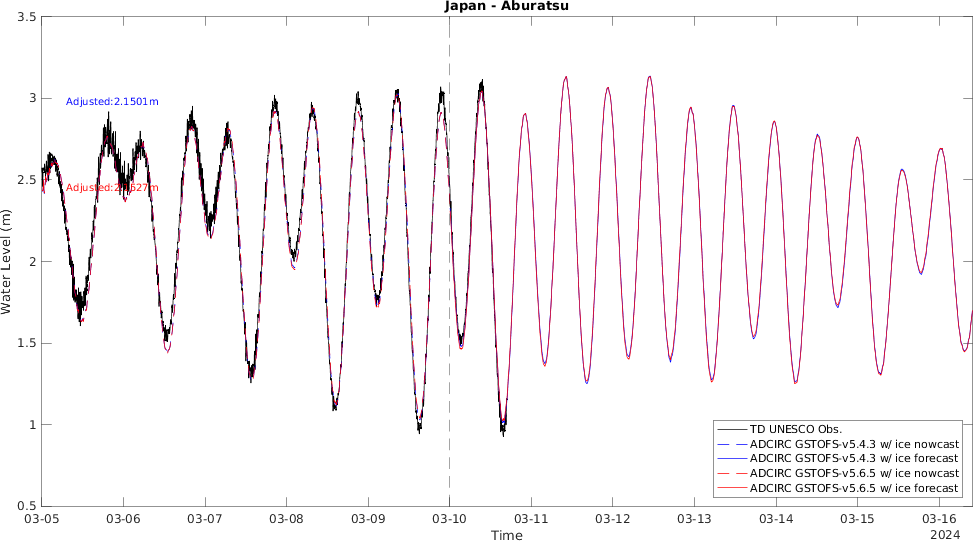 Japan - Aburatsu
3.5
3
2.5
2
1.5
1
0.5
Water Level (m)
Adjusted:2.1501m
03-05
03-06
03-07
03-08
03-09
03-10
03-11
03-12
03-13
03-14
03-15
03-16
2024
Time
TD UNESCO Obs.
ADCIRC GSTOFS-v5.4.3 w/ ice nowcast
ADCIRC GSTOFS-v5.4.3 w/ ice forecast
ADCIRC GSTOFS-v5.6.5 w/ ice nowcast
ADCIRC GSTOFS-v5.6.5 w/ ice forecast